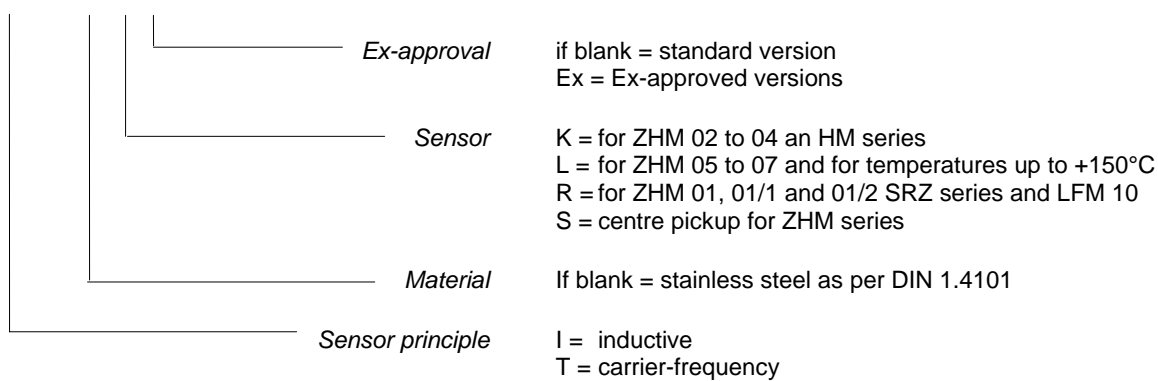 Ex-approval if blank = standard version
Ex = Ex-approved versions
Sensor K = for ZHM 02 to 04 an HM series
L = for ZHM 05 to 07 and for temperatures up to +150°C
R = for ZHM 01, 01/1 and 01/2 SRZ series and LFM 10
S = centre pickup for ZHM series
Material If blank = stainless steel as per DIN 1.4101
Sensor principle I = inductive
T = carrier-frequency